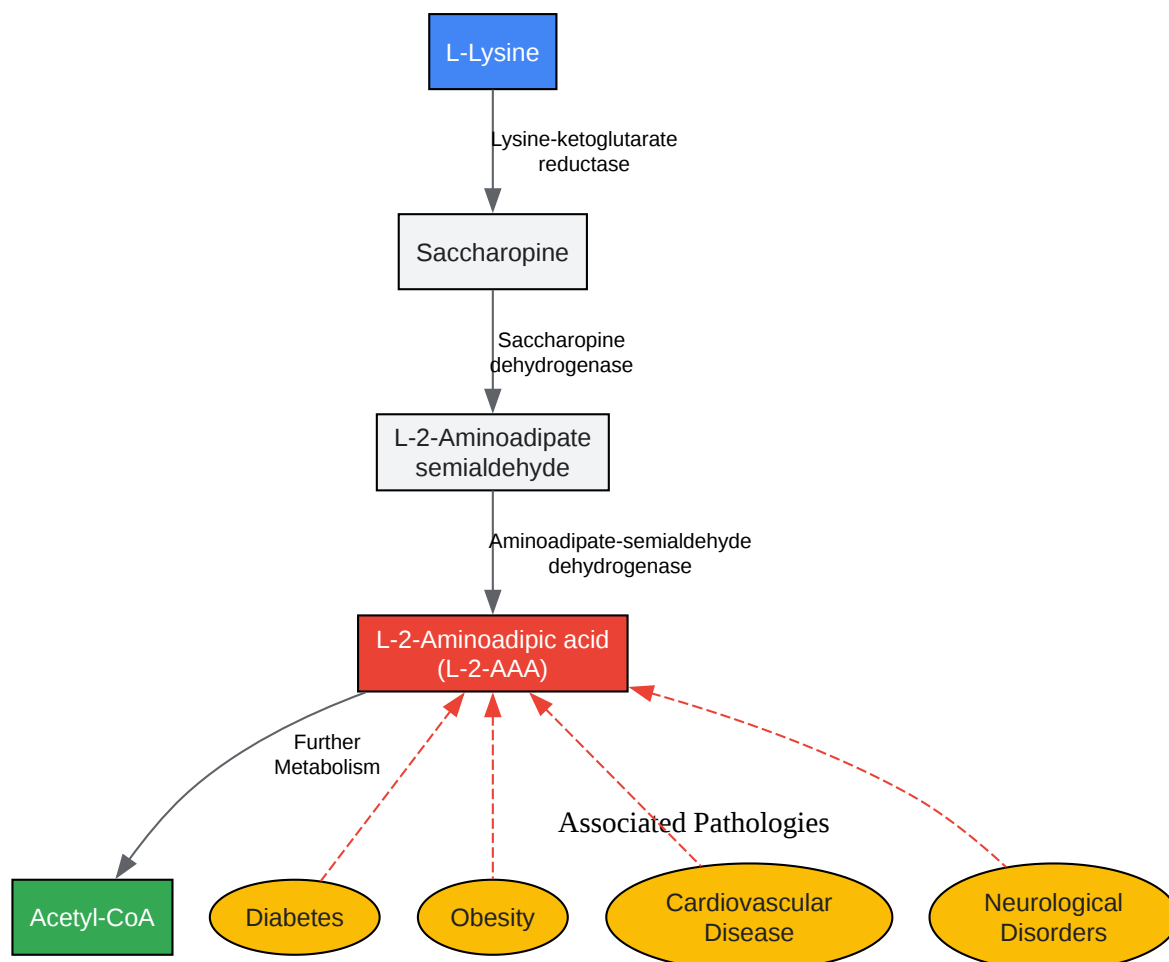 L-Lysine
Lysine-ketoglutarate
reductase
Saccharopine
Saccharopine
dehydrogenase
L-2-Aminoadipate
semialdehyde
Aminoadipate-semialdehyde
dehydrogenase
L-2-Aminoadipic acid
(L-2-AAA)
Further
Metabolism
Associated Pathologies
Acetyl-CoA
Diabetes
Obesity
Cardiovascular
Disease
Neurological
Disorders